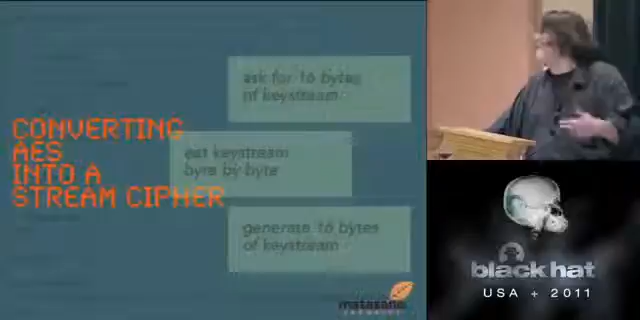 CONVERTING
AES
INTO A
STREAM CIPHER
ask for 16 bytes
of keystream
eat keystream
byte by byte
generate 16 bytes
of keystream
matasano
black hat
USA + 2011